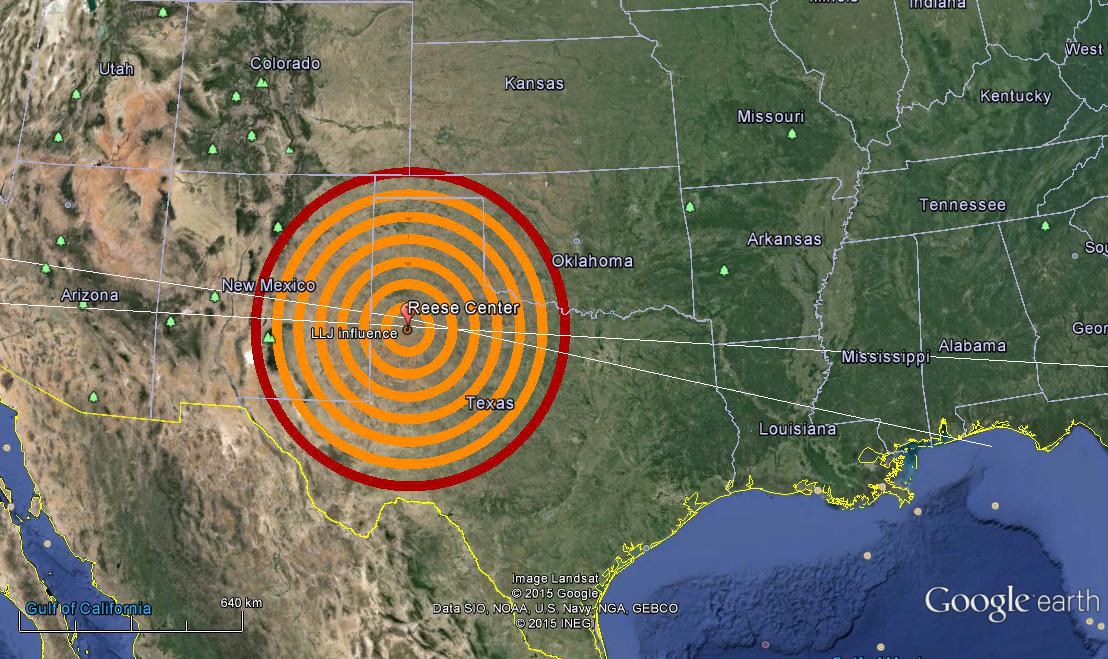 Indiana
Utah
Colorado
West
Kansas
Kentucky
Missouri
Tennessee
Arkansas
Sou
Oklahoma
New Mexico
Arizona
Reese Center
LLJ influence
Geor
Alabama
Mississippi
Texas
Louisiana
Image Landsat
© 2015 Google
Data SIO, NOAA, U.S. Navy, NGA, GEBCO
© 2015 INEGI
640 km
Gulf of California
Google earth